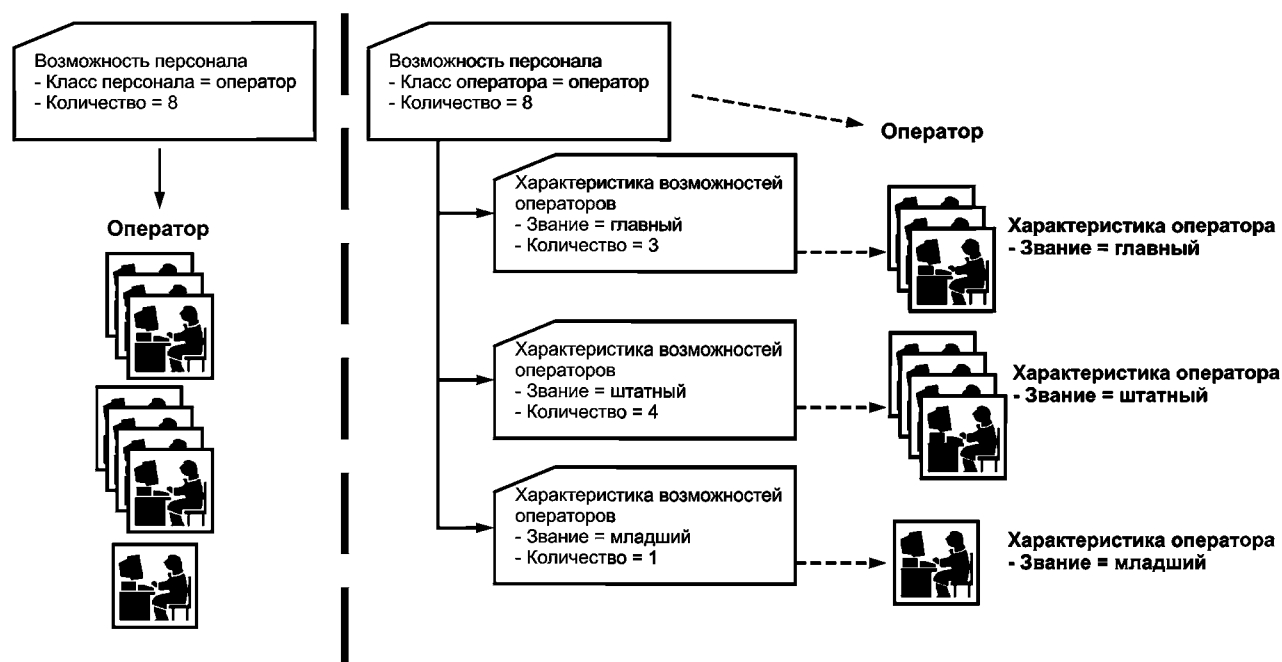 Возможность персонала
- Класс персонала = оператор
- Количество = 8
Оператор
Возможность персонала
- Класс оператора = оператор
- Количество = 8
Оператор
Характеристика возможностей
операторов
- Звание = главный
- Количество = 3
Характеристика оператора
- Звание = главный
Характеристика возможностей
операторов
- Звание = штатный
- Количество = 4
Характеристика оператора
- Звание = штатный
Характеристика возможностей
операторов
- Звание = младший
- Количество = 1
Характеристика оператора
- Звание = младший